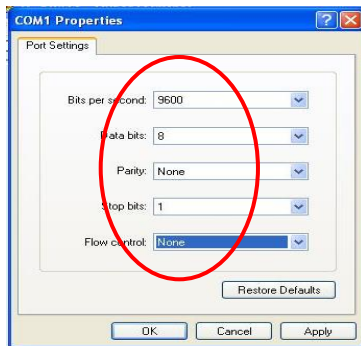 COM1 Properties
Port Settings
Bits per second: 9600
Data bits: 8
Parity: None
Stop bits: 1
Flow control: None
Restore Defaults
OK Cancel Apply